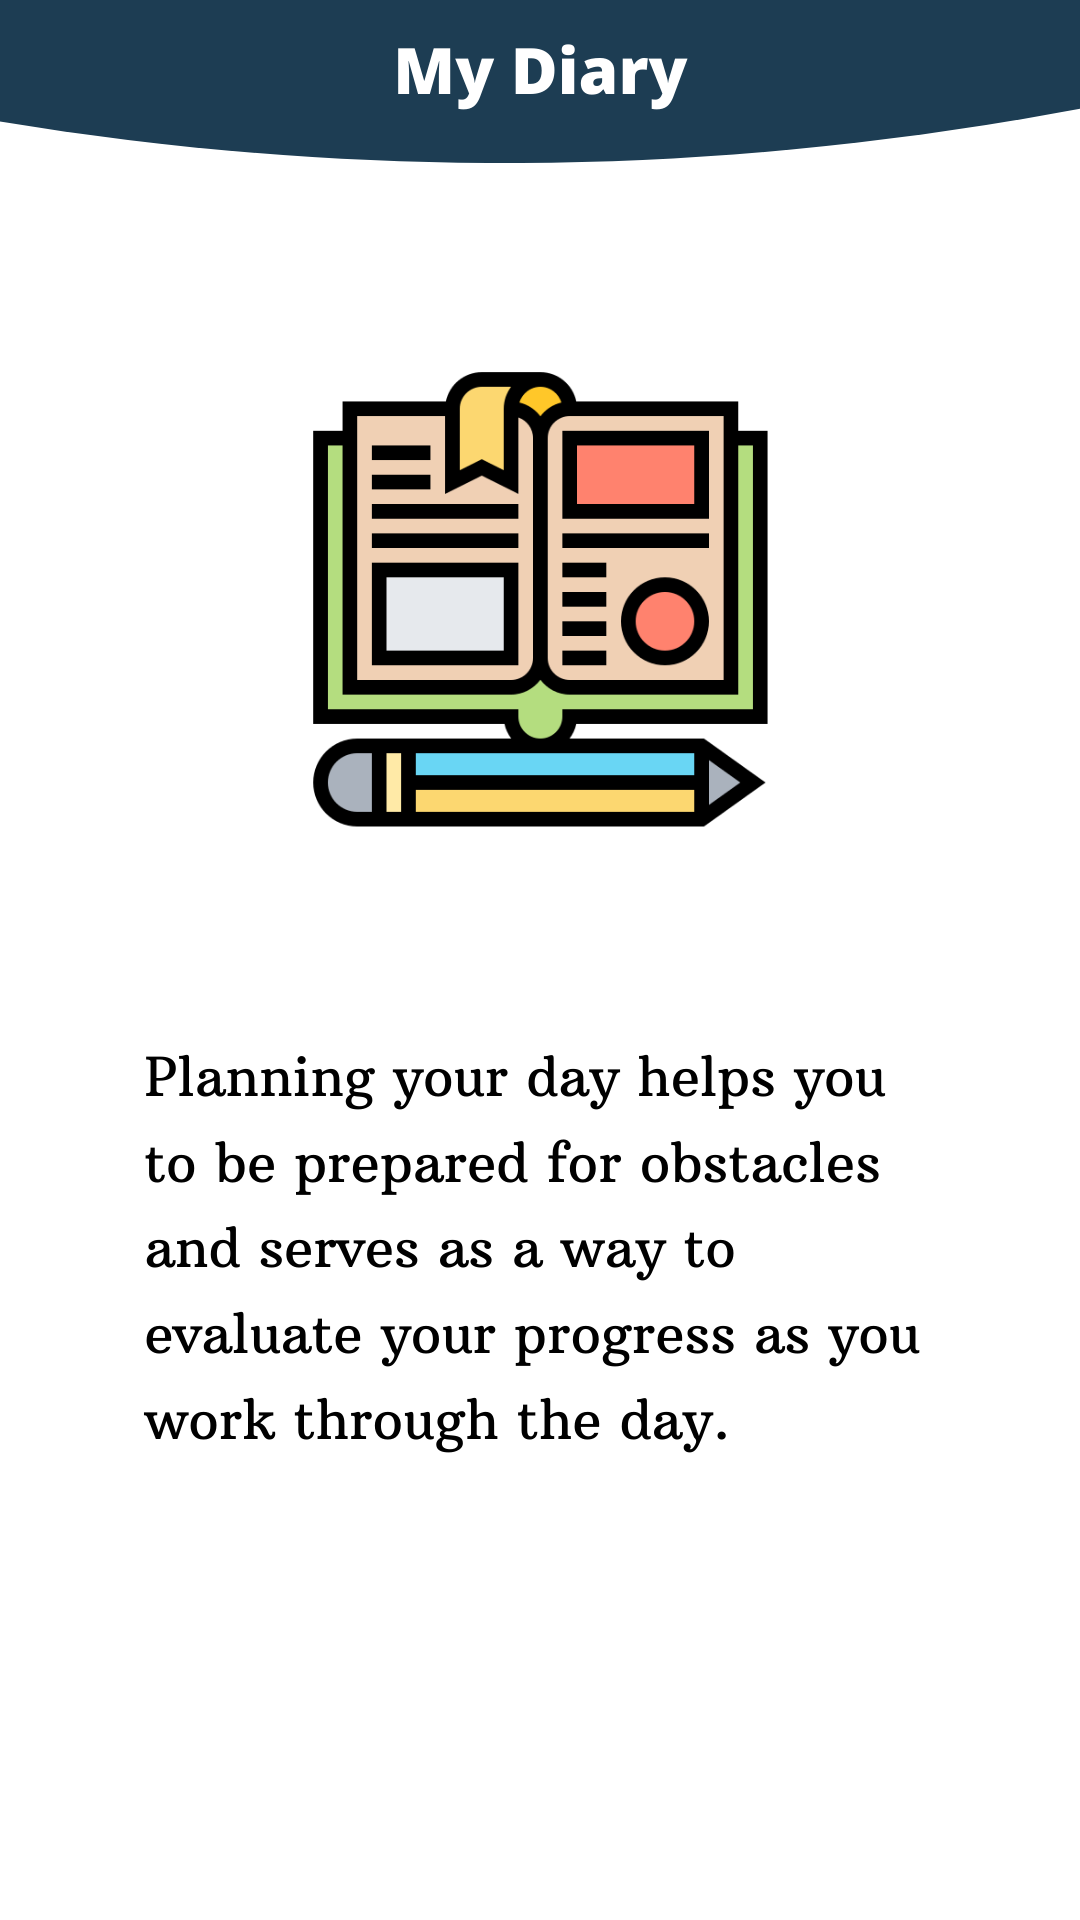 My Diary
Planning your day helps you
to be prepared for obstacles
and serves as a way to
evaluate your progress as you
work through the day.